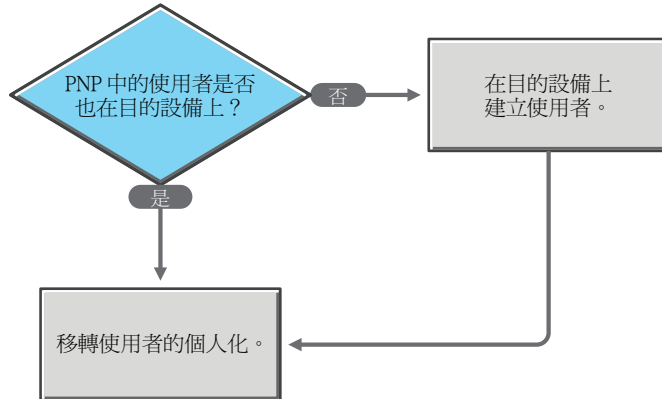 PNP 中的使用者是否
也在目的設備上？
否
在目的設備上
建立使用者。
是
移轉使用者的個人化。